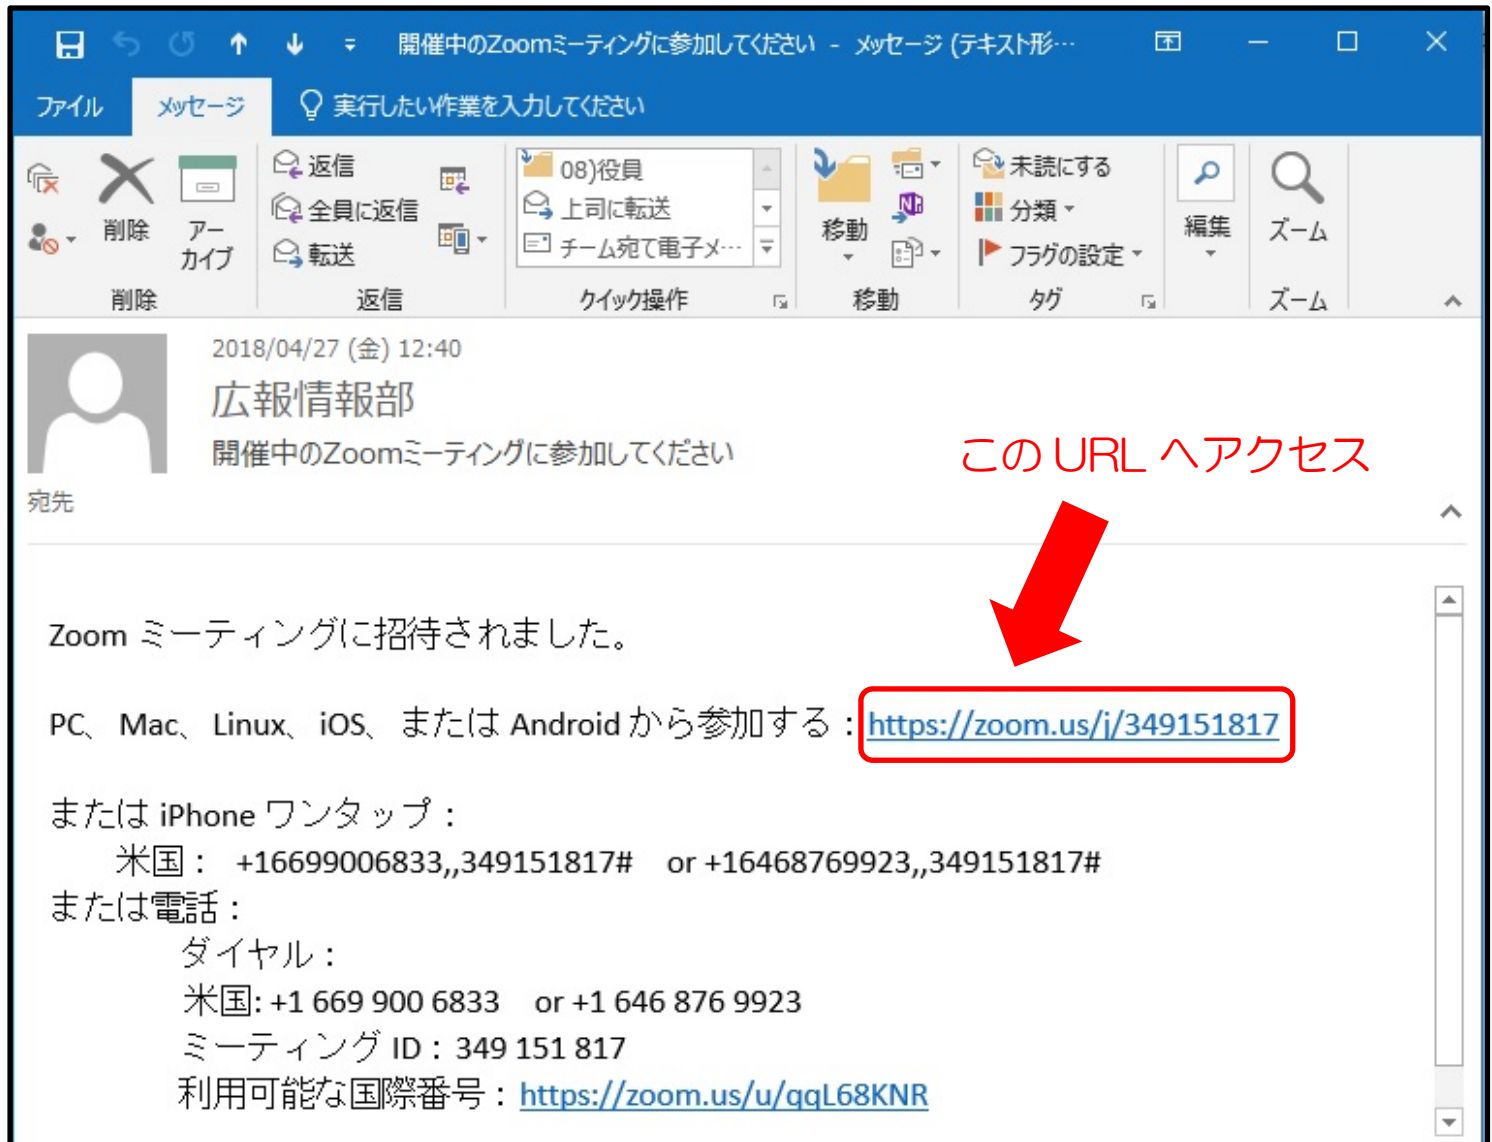 開催中のZoomミーティングに参加してください - メッセージ (テキスト形…
ファイル メッセージ 実行したい作業を入力してください
削除
アーカイブ
削除
返信
全員に返信
転送
返信
08)役員
上司に転送
チーム宛て電子メ…
クイック操作
移動
移動
未読にする
分類
フラグの設定
タグ
編集
ズーム
ズーム
2018/04/27 (金) 12:40
広報情報部
開催中のZoomミーティングに参加してください
宛先
この URL へアクセス
Zoom ミーティングに招待されました。
PC、 Mac、 Linux、 iOS、 または Android から参加する : https://zoom.us/j/349151817
または iPhone ワンタップ :
米国 : +16699006833,,349151817# or +16468769923,,349151817#
または電話 :
ダイヤル :
米国: +1 669 900 6833 or +1 646 876 9923
ミーティング ID : 349 151 817
利用可能な国際番号 : https://zoom.us/u/qqL68KNR